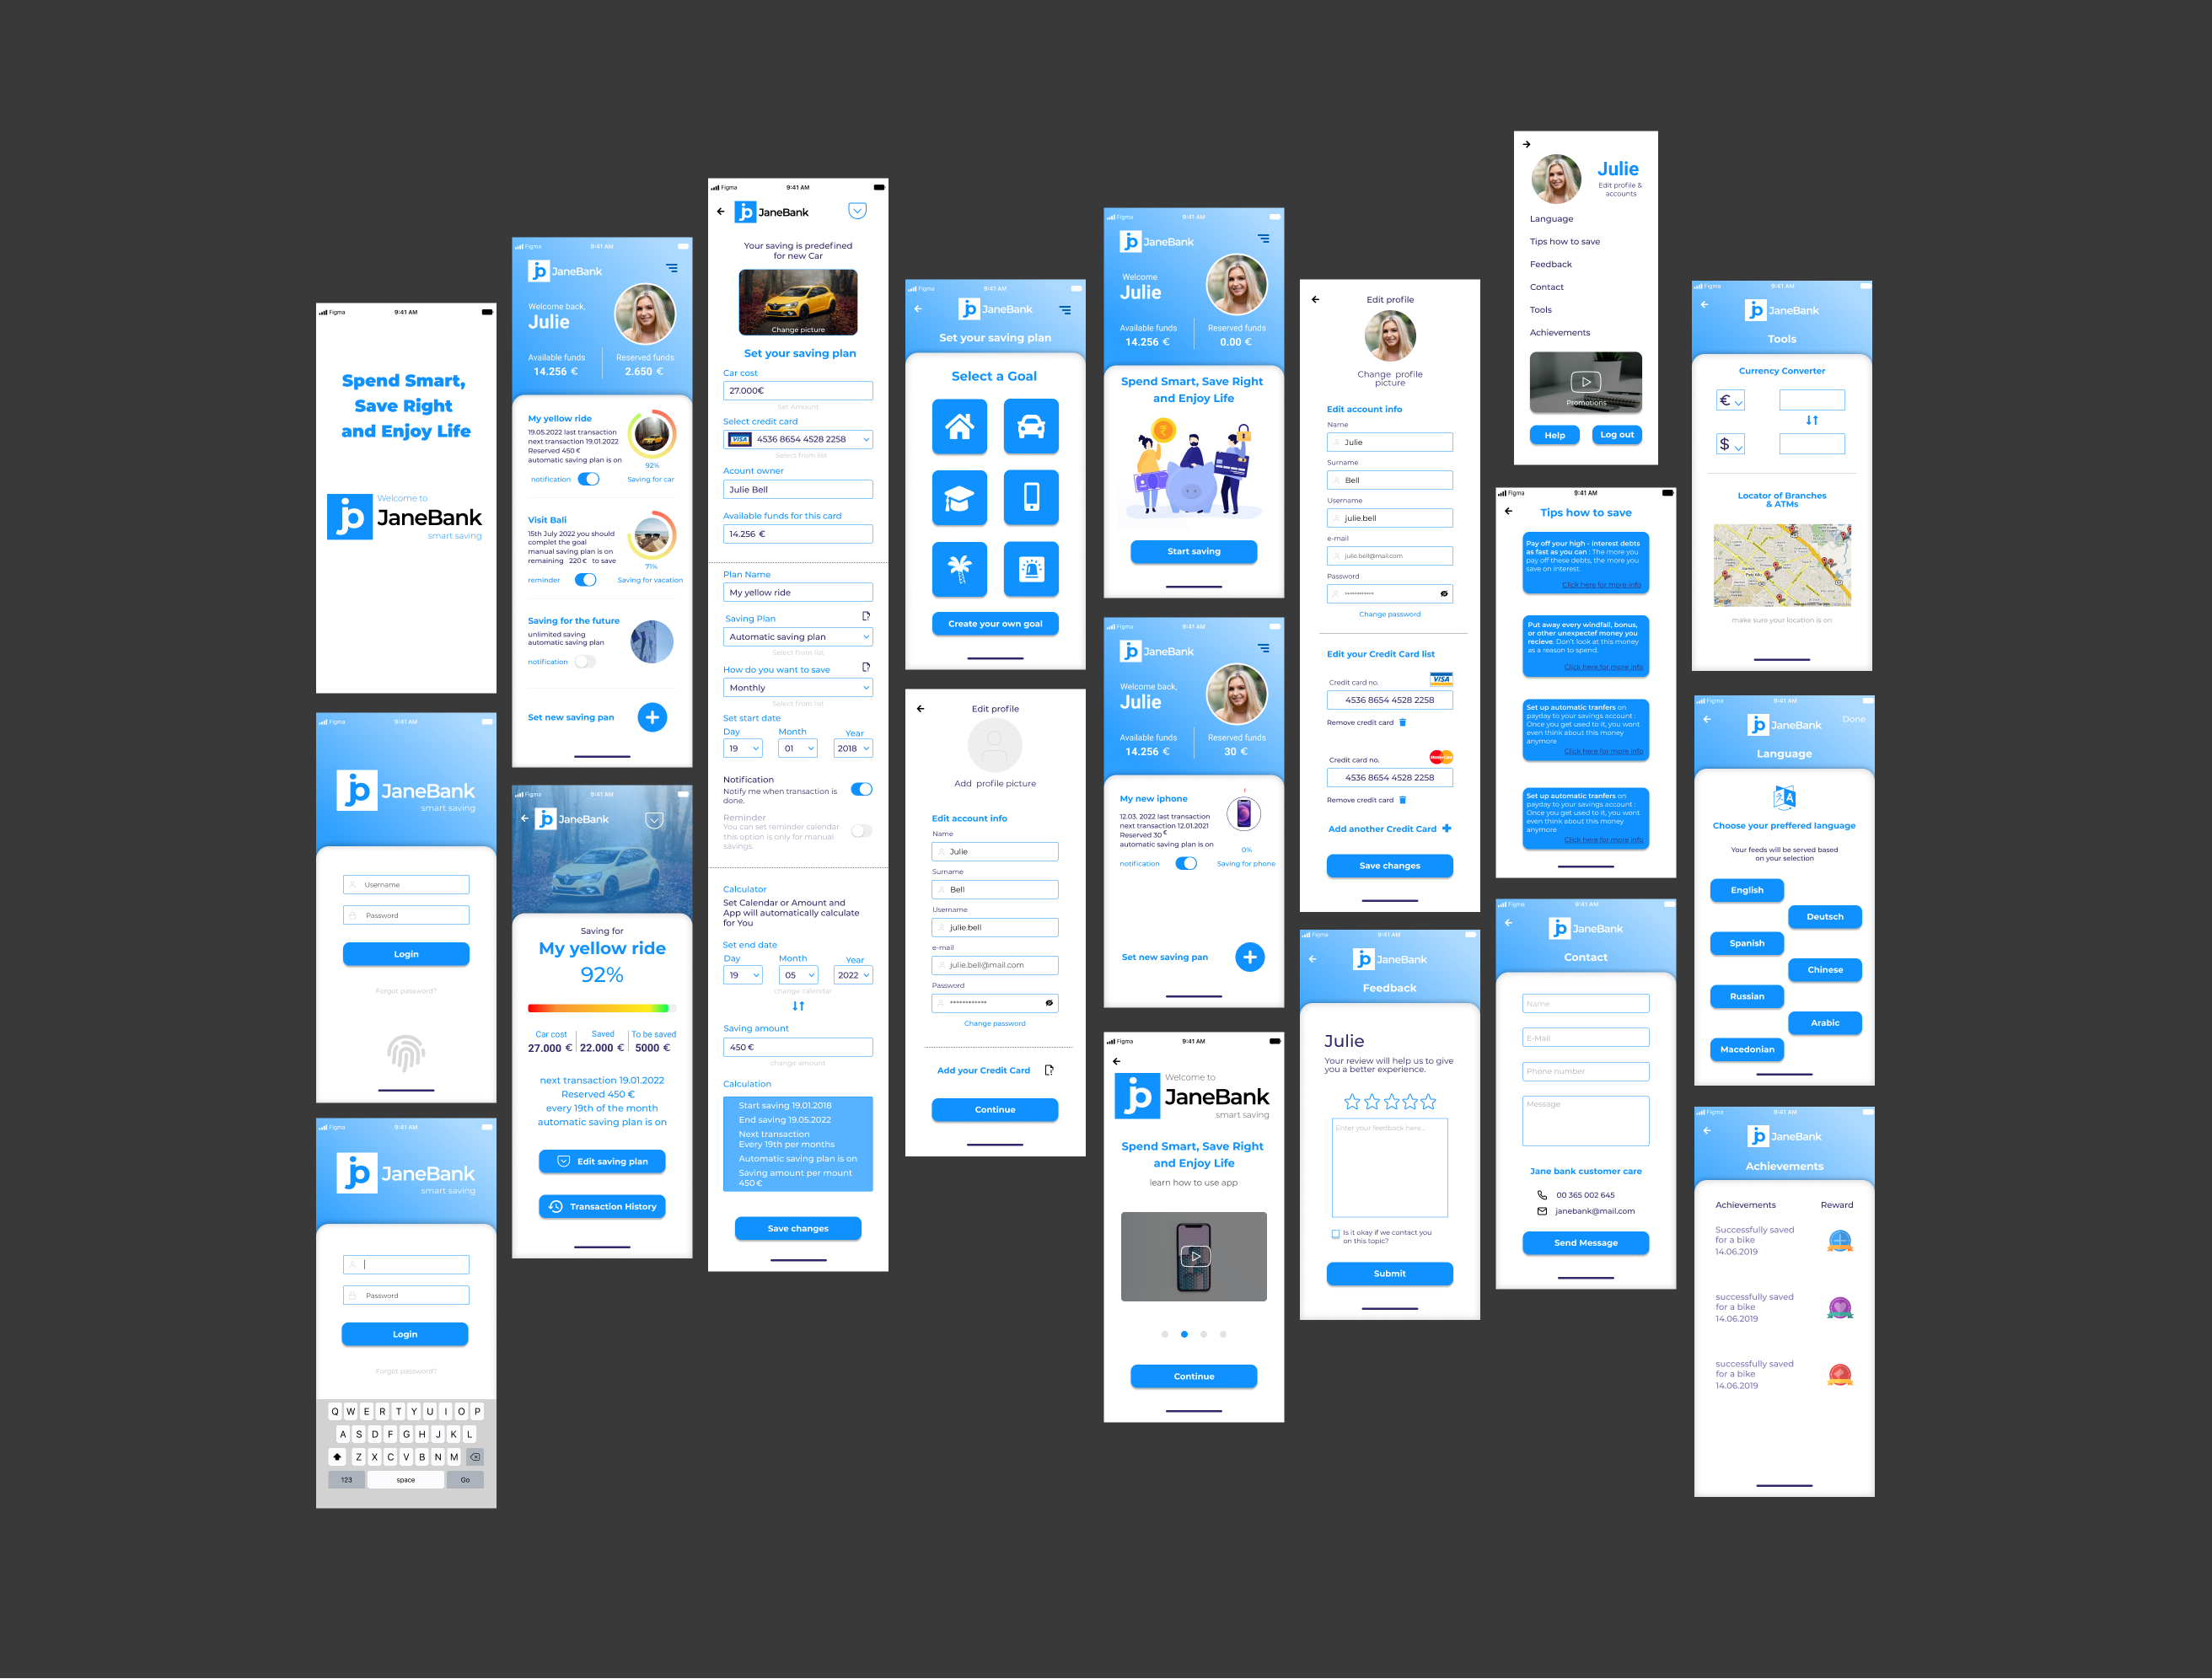 Figma 9:41 AM
Spend Smart,
Save Right
and Enjoy Life
Welcome to
JaneBank
smart saving
Figma 9:41 AM
JaneBank
smart saving
Username
Password
Login
Forgot password?
Figma 9:41 AM
JaneBank
smart saving
Password
Login
Forgot password?
Q W E R T Y U I O P
A S D F G H J K L
Z X C V B N M
123 space Go
Figma 9:41 AM
JaneBank
Welcome back,
Julie
Available funds Reserved funds
14.256 € 2.650 €
My yellow ride
19.05.2022 last transaction
next transaction 19.01.2022
Reserved 450 €
automatic saving plan is on
92%
notification Saving for car
Visit Bali
15th July 2022 you should
complet the goal
manual saving plan is on
remaining 220 € to save
71%
reminder Saving for vacation
Saving for the future
unlimited saving
automatic saving plan
notification
Set new saving pan
Figma 9:41 AM
JaneBank
Saving for
My yellow ride
92%
Car cost Saved To be saved
27.000 € 22.000 € 5000 €
next transaction 19.01.2022
Reserved 450 €
every 19th of the month
automatic saving plan is on
Edit saving plan
Transaction History
Figma 9:41 AM
JaneBank
Your saving is predefined
for new Car
Change picture
Set your saving plan
Car cost
27.000€
Set Amount
Select credit card
VISA 4536 8654 4528 2258
Select from list
Acount owner
Julie Bell
Available funds for this card
14.256 €
Plan Name
My yellow ride
Saving Plan
Automatic saving plan
Select from list
How do you want to save
Monthly
Select from list
Set start date
Day Month Year
19 01 2018
Notification
Notify me when transaction is
done.
Reminder
You can set reminder calendar
this option is only for manual
savings.
Calculator
Set Calendar or Amount and
App will automatically calculate
for You
Set end date
Day Month Year
19 05 2022
change calendar
Saving amount
450 €
change amount
Calculation
Start saving 19.01.2018
End saving 19.05.2022
Next transaction
Every 19th per months
Automatic saving plan is on
Saving amount per mount
450 €
Save changes
Figma 9:41 AM
JaneBank
Set your saving plan
Select a Goal
Create your own goal
Edit profile
Add profile picture
Edit account info
Name
Julie
Surname
Bell
Username
julie.bell
e-mail
julie.bell@mail.com
Password
************
Change password
Add your Credit Card
Continue
Figma 9:41 AM
JaneBank
Welcome
Julie
Available funds Reserved funds
14.256 € 0.00 €
Spend Smart, Save Right
and Enjoy Life
Start saving
Figma 9:41 AM
JaneBank
Welcome back,
Julie
Available funds Reserved funds
14.256 € 30 €
My new iphone
12.03. 2022 last transaction
next transaction 12.01.2021
Reserved 30 €
automatic saving plan is on
0%
notification Saving for phone
Set new saving pan
Figma 9:41 AM
Welcome to
JaneBank
smart saving
Spend Smart, Save Right
and Enjoy Life
learn how to use app
Continue
Edit profile
Change profile
picture
Edit account info
Name
Julie
Surname
Bell
Username
julie.bell
e-mail
julie.bell@mail.com
Password
************
Change password
Edit your Credit Card list
Credit card no. VISA
4536 8654 4528 2258
Remove credit card
Credit card no. MasterCard
4536 8654 4528 2258
Remove credit card
Add another Credit Card
Save changes
Figma 9:41 AM
JaneBank
Feedback
Julie
Your review will help us to give
you a better experience.
Enter your feedback here...
Is it okay if we contact you
on this topic?
Submit
Julie
Edit profile &
accounts
Language
Tips how to save
Feedback
Contact
Tools
Achievements
Promotions
Help Log out
Figma 9:41 AM
Tips how to save
Pay off your high - interest debts
as fast as you can : The more you
pay off these debts, the more you
save on interest.
Click here for more info
Put away every windfall, bonus,
or other unexpectef money you
recieve. Don't look at this money
as a reason to spend.
Click here for more info
Set up automatic tranfers on
payday to your savings account :
Once you get used to it, you wont
even think about this money
anymore
Click here for more info
Set up automatic tranfers on
payday to your savings account :
Once you get used to it, you wont
even think about this money
anymore
Click here for more info
Figma 9:41 AM
JaneBank
Contact
Name
E-Mail
Phone number
Message
Jane bank customer care
00 365 002 645
janebank@mail.com
Send Message
Figma 9:41 AM
JaneBank
Tools
Currency Converter
€
$
Locator of Branches
& ATMs
make sure your location is on
Figma 9:41 AM
JaneBank Done
Language
Choose your preffered language
Your feeds will be served based
on your selection
English
Deutsch
Spanish
Chinese
Russian
Arabic
Macedonian
Figma 9:41 AM
JaneBank
Achievements
Achievements Reward
Successfully saved
for a bike
14.06.2019
successfully saved
for a bike
14.06.2019
successfully saved
for a bike
14.06.2019